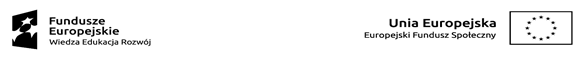 Fundusze
Europejskie
Wiedza Edukacja Rozwój
Unia Europejska
Europejski Fundusz Społeczny